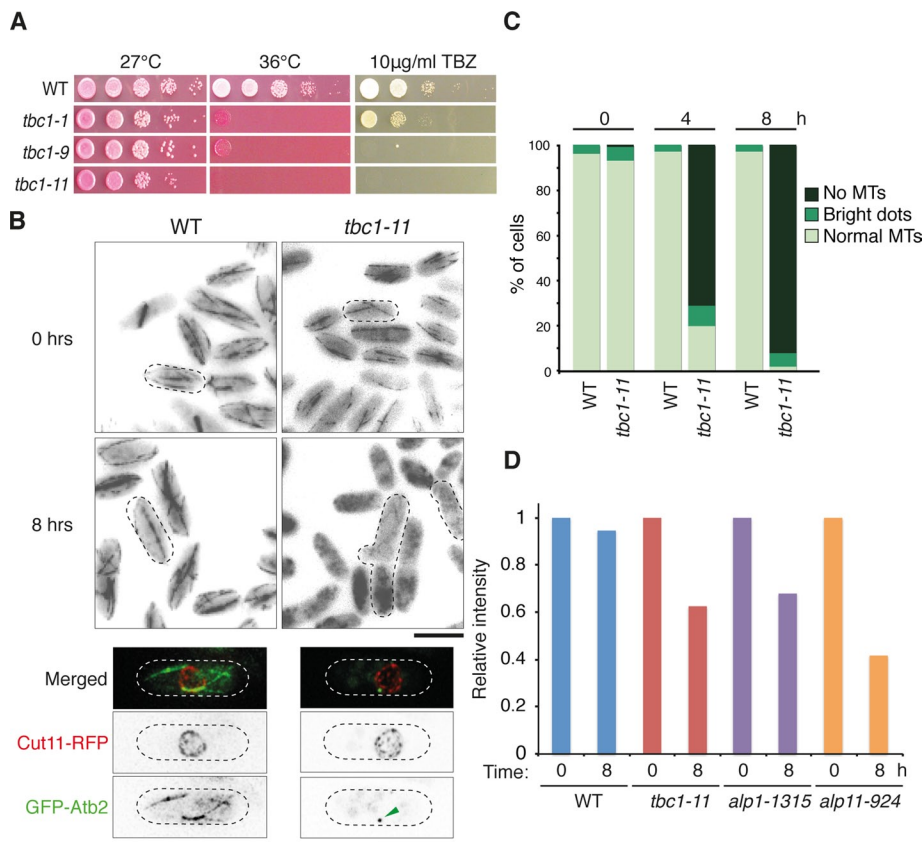 A
27°C 36°C 10µg/ml TBZ
WT
tbc1-1
tbc1-9
tbc1-11
B
WT tbc1-11
0 hrs
8 hrs
Merged
Cut11-RFP
GFP-Atb2
C
0 4 8 h
100
80
60
40
20
0
% of cells
WT tbc1-11 WT tbc1-11 WT tbc1-11
No MTs
Bright dots
Normal MTs
D
1
0.8
0.6
0.4
0.2
0
Relative intensity
Time: 0 8 0 8 0 8 0 8 h
WT tbc1-11 alp1-1315 alp11-924